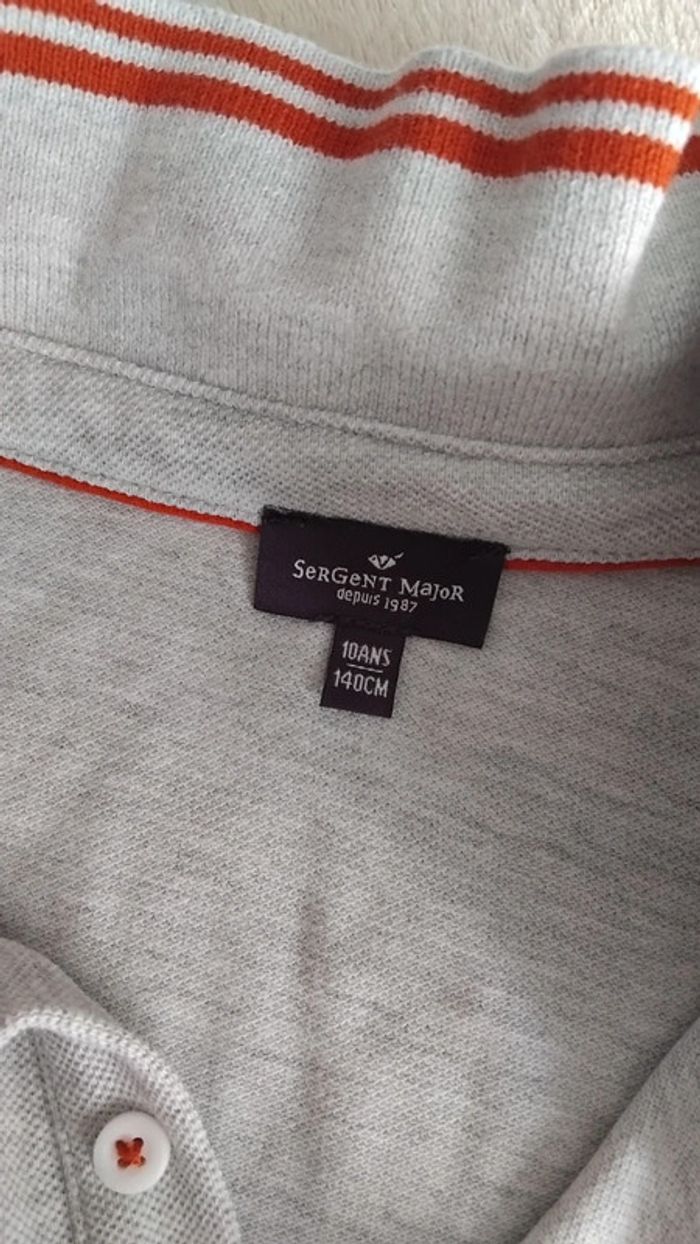 SeRGeNT MaJoR
depuis 1987
10ANS
140CM